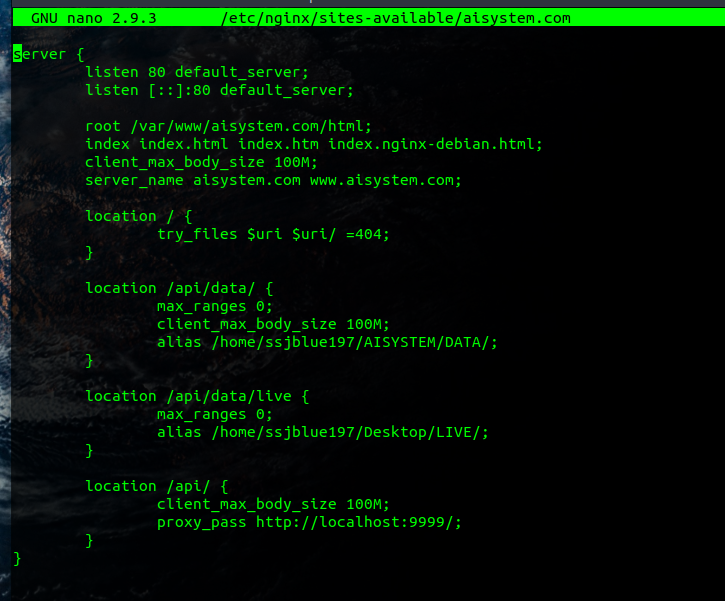 GNU nano 2.9.3 /etc/nginx/sites-available/aisystem.com
server {
listen 80 default_server;
listen [::]:80 default_server;
root /var/www/aisystem.com/html;
index index.html index.htm index.nginx-debian.html;
client_max_body_size 100M;
server_name aisystem.com www.aisystem.com;
location / {
try_files $uri $uri/ =404;
}
location /api/data/ {
max_ranges 0;
client_max_body_size 100M;
alias /home/ssjblue197/AISYSTEM/DATA/;
}
location /api/data/live {
max_ranges 0;
alias /home/ssjblue197/Desktop/LIVE/;
}
location /api/ {
client_max_body_size 100M;
proxy_pass http://localhost:9999/;
}
}